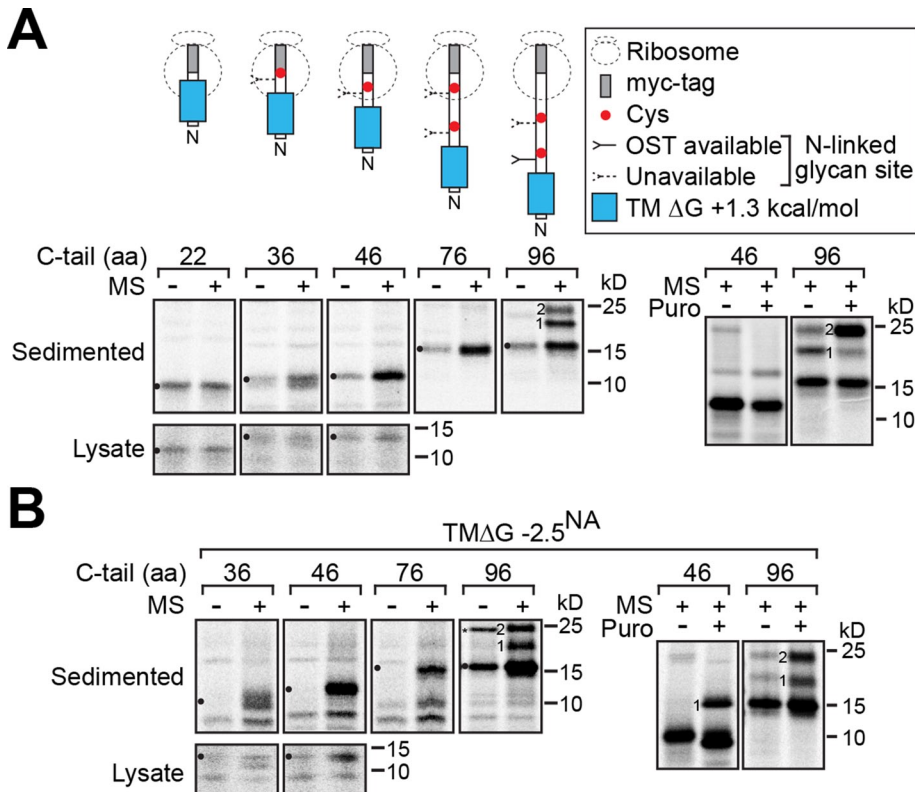 A
Ribosome
myc-tag
Cys
OST available
Unavailable
N-linked
glycan site
TM ΔG +1.3 kcal/mol
N N N N N
C-tail (aa) 22 36 46 76 96
MS - + - + - + - + - + kD
Sedimented
2
1
25
15
10
Lysate
15
10
46 96
MS + + + +
Puro - + - + kD
2
1
25
15
10
B
TMΔG -2.5^NA
C-tail (aa) 36 46 76 96
MS - + - + - + - + kD
Sedimented
* 2
1
25
15
10
Lysate
15
10
46 96
MS + + + +
Puro - + - + kD
1
2
1
25
15
10